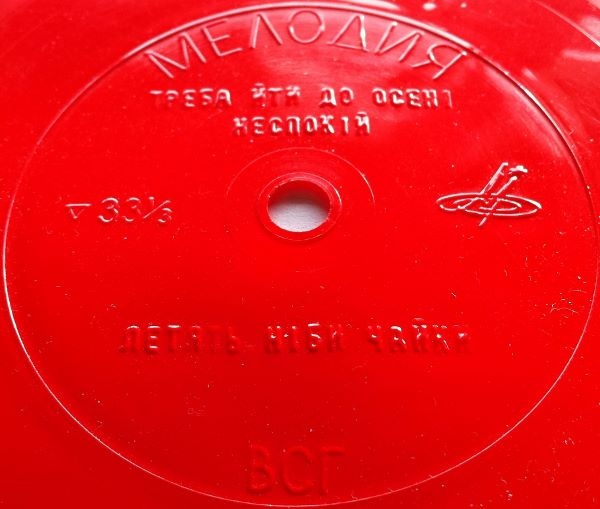 МЕЛОДИЯ
ТРЕБА ЙТИ ДО ОСЕНІ
НЕСПОКІЙ
▽ 33⅓
ЛЕТЯТЬ НІБИ ЧАЙКИ
ВСГ